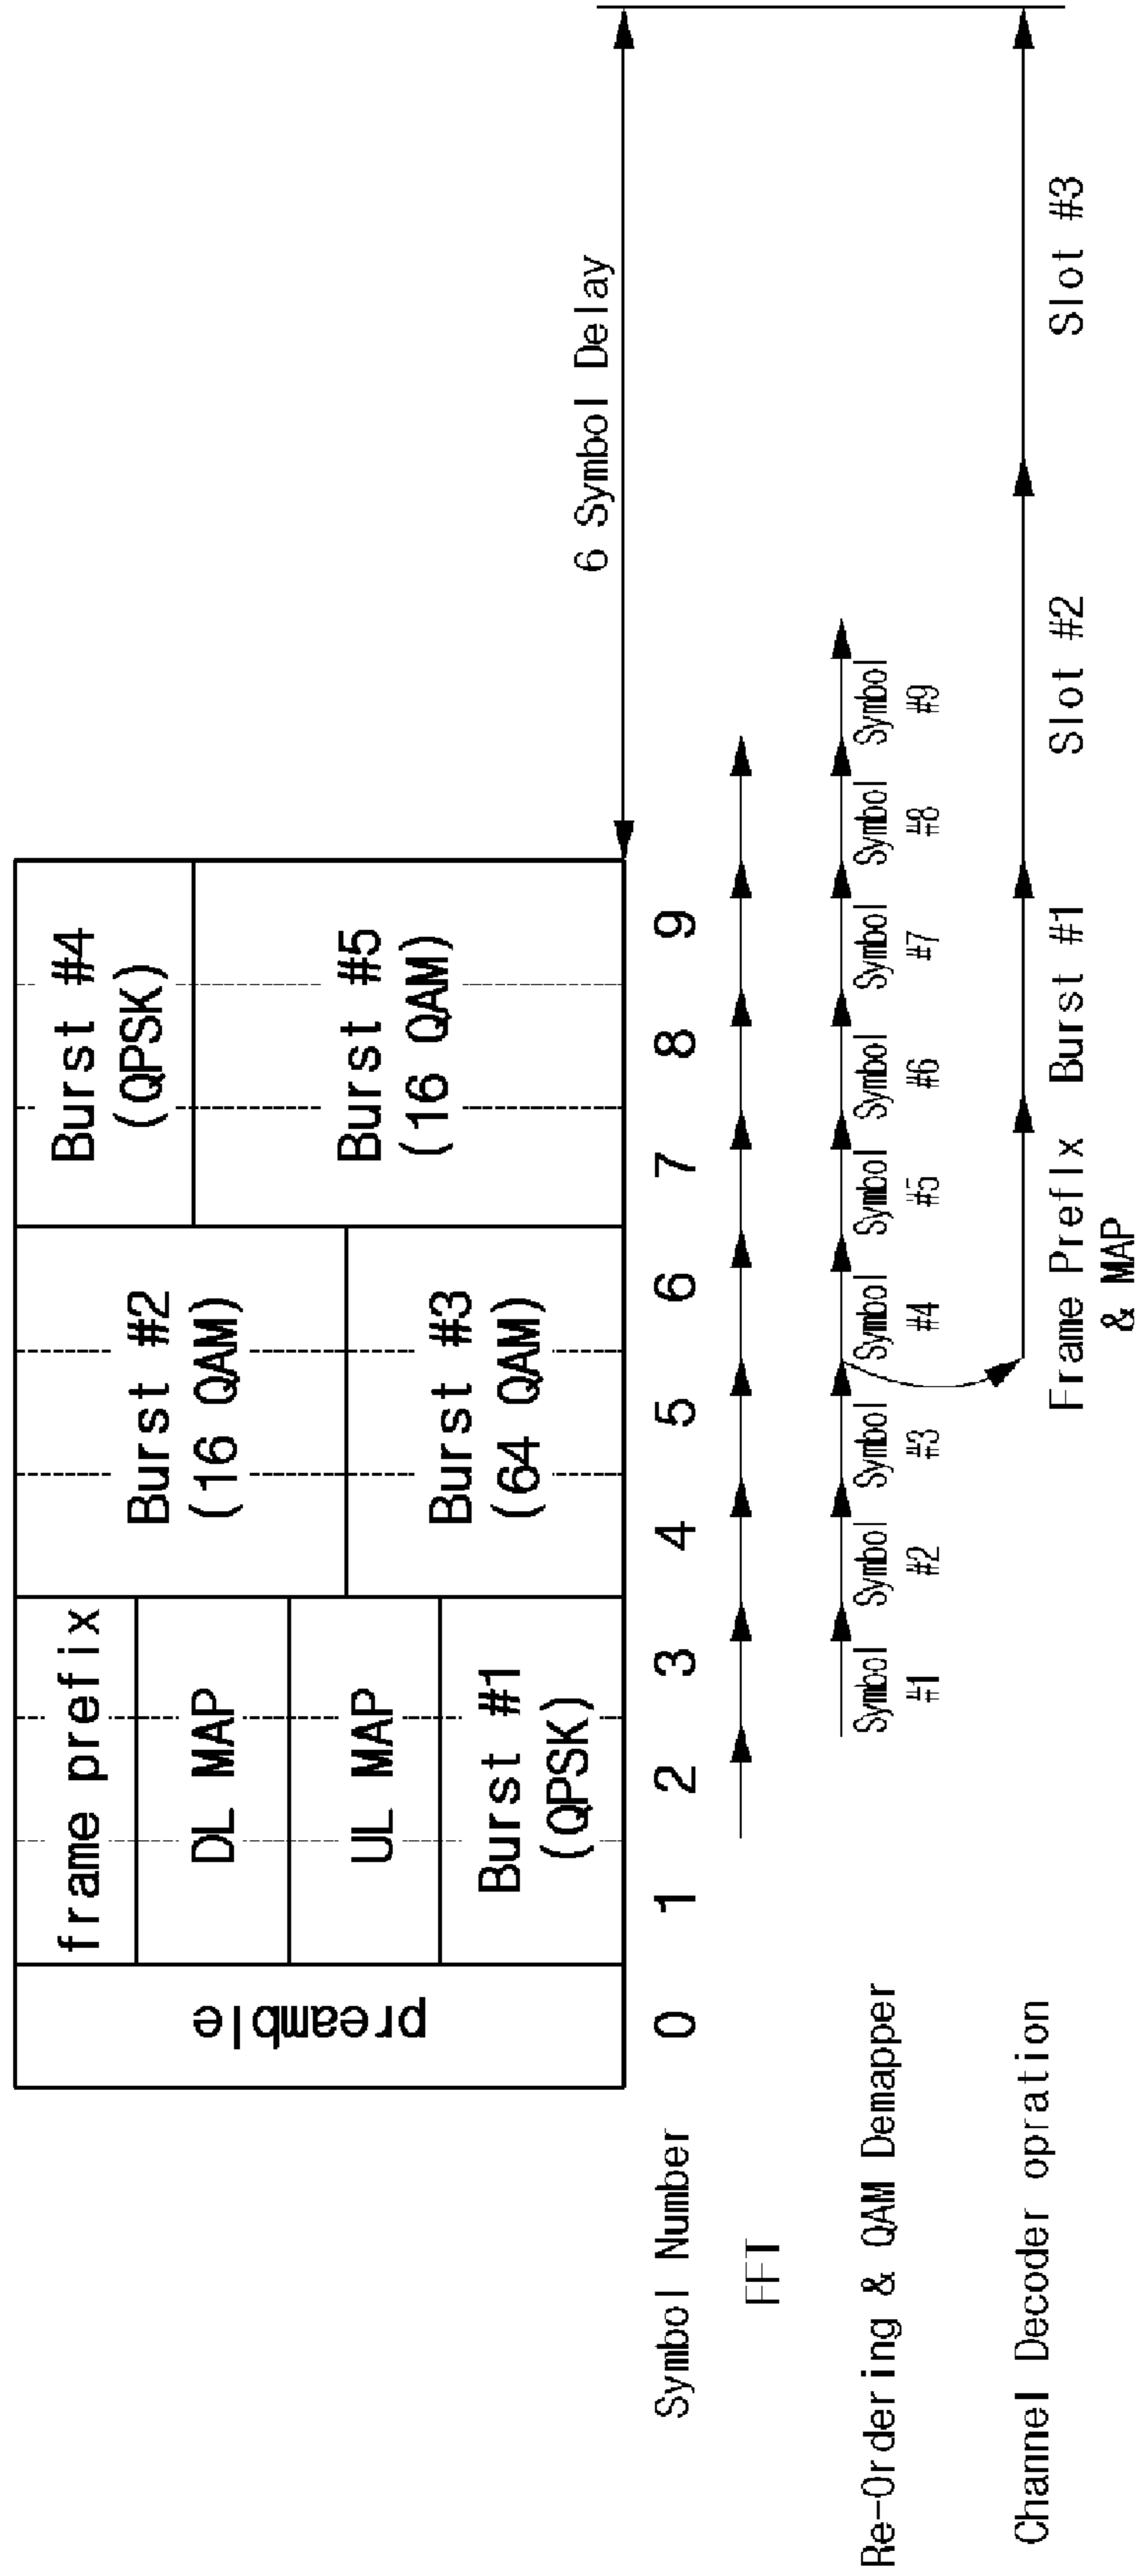 preamble
frame prefix
DL MAP
UL MAP
Burst #1
(QPSK)
Burst #2
(16 QAM)
Burst #3
(64 QAM)
Burst #4
(QPSK)
Burst #5
(16 QAM)
6 Symbol Delay
Symbol Number
0 1 2 3 4 5 6 7 8 9
FFT
Re-Ordering & QAM Demapper
Symbol
#1
Symbol
#2
Symbol
#3
Symbol
#4
Symbol
#5
Symbol
#6
Symbol
#7
Symbol
#8
Symbol
#9
Channel Decoder opration
Frame Prefix
& MAP
Burst #1
Slot #2
Slot #3